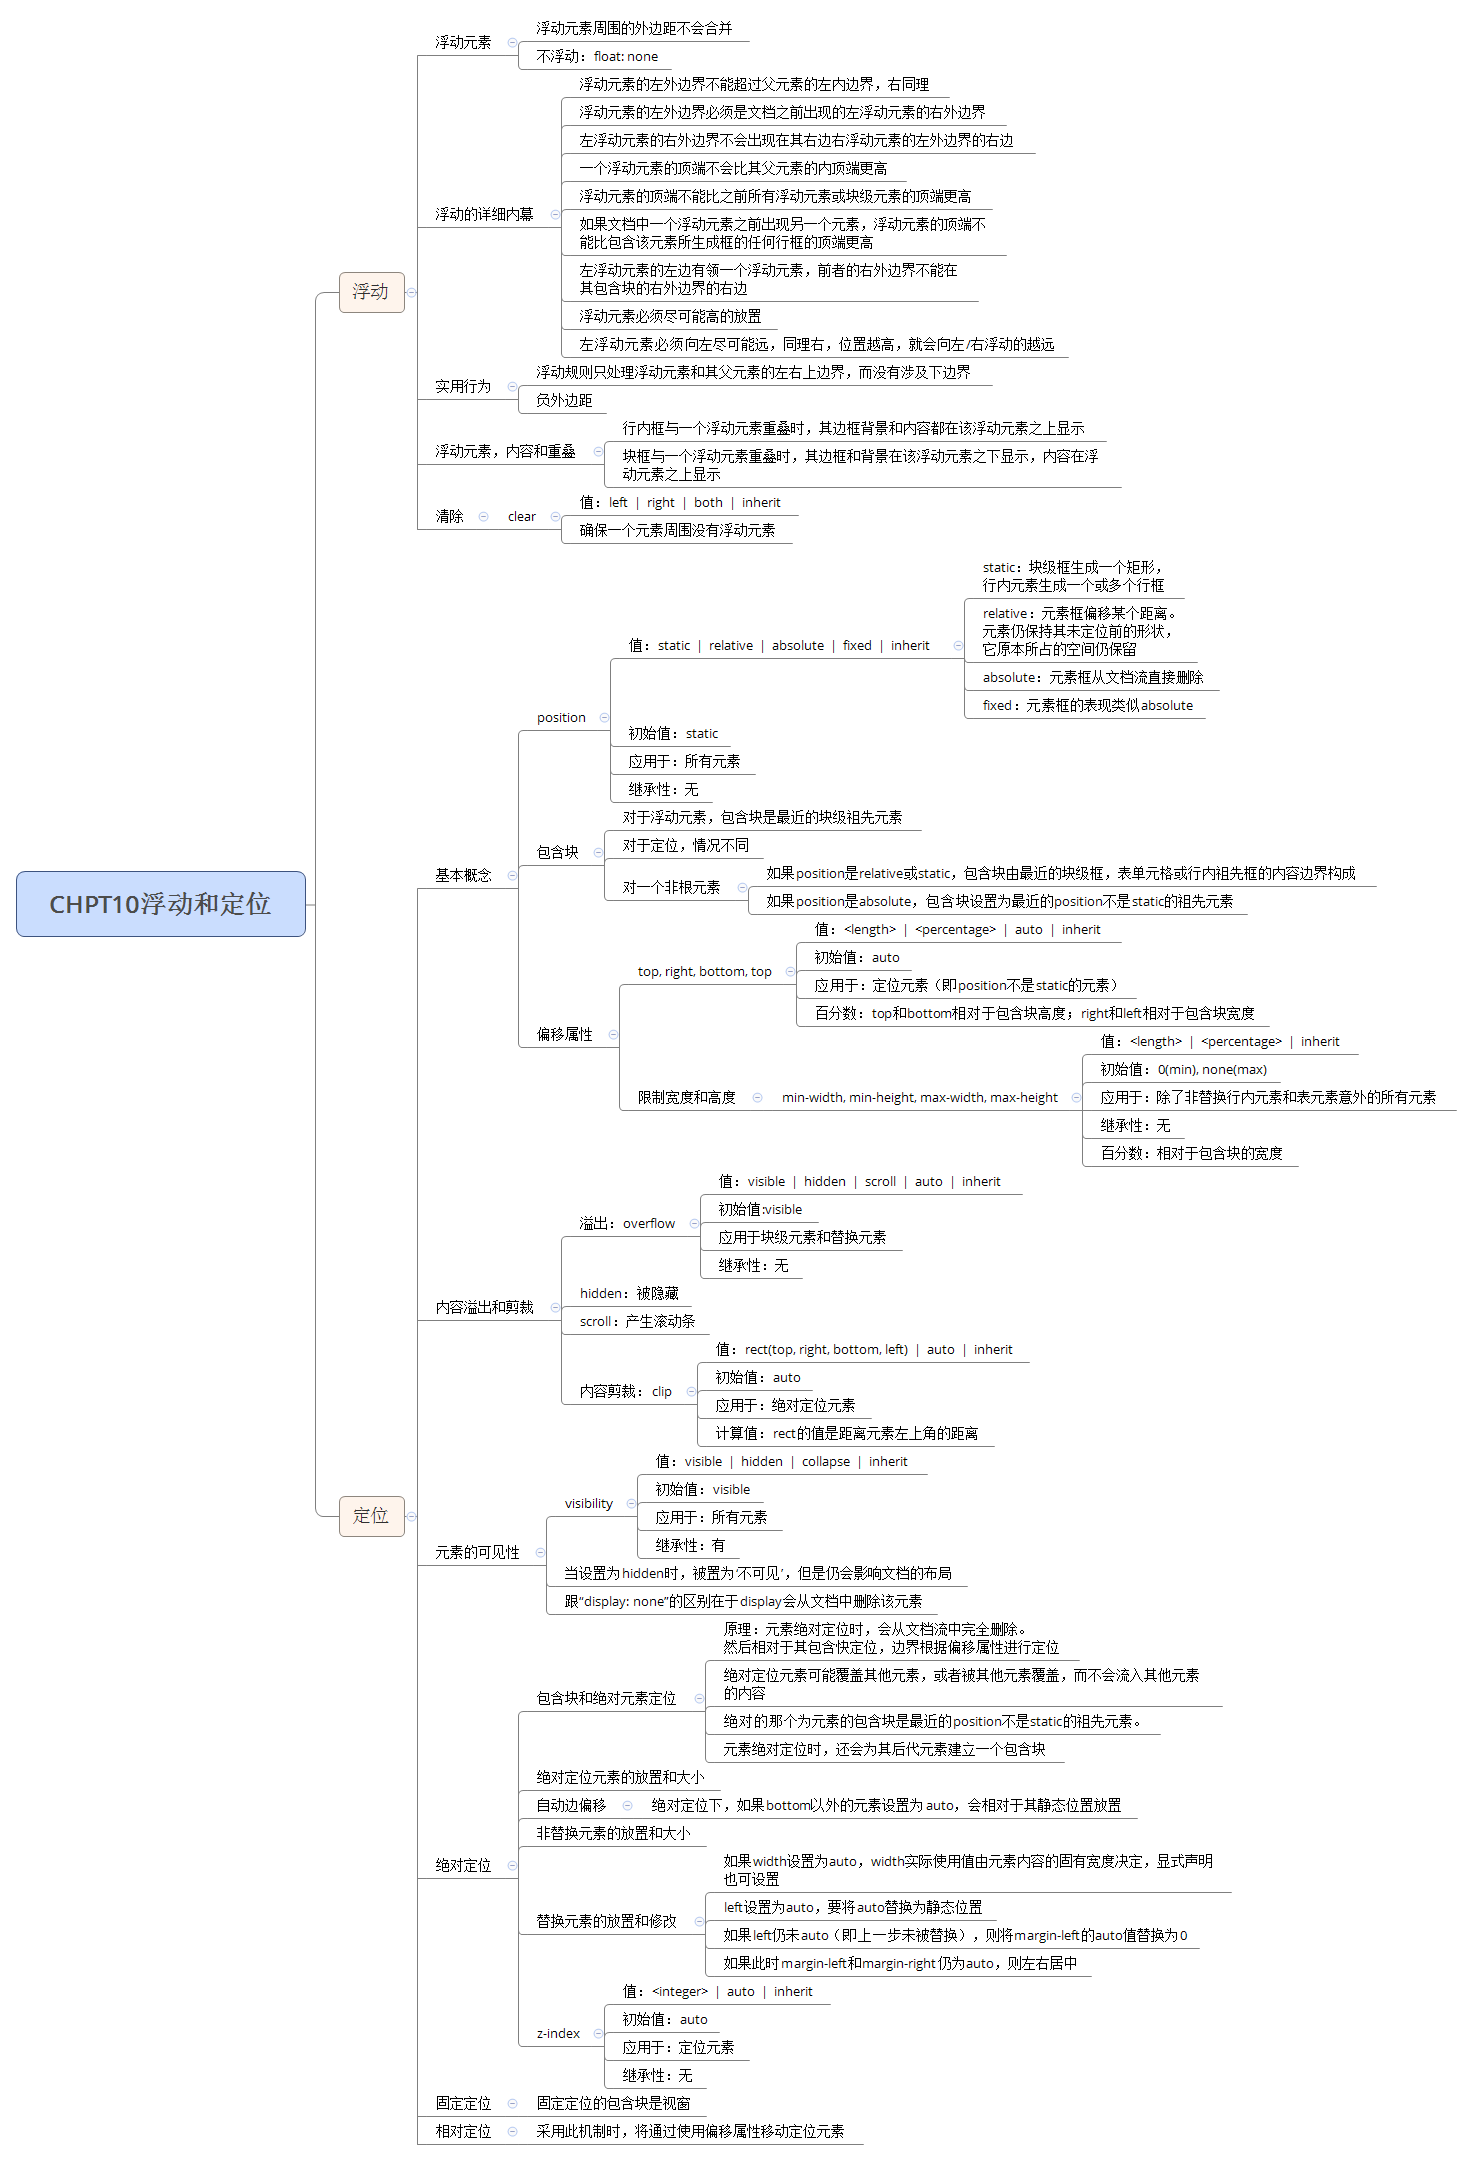 CHPT10浮动和定位
浮动
浮动元素
浮动元素周围的外边距不会合并
不浮动：float: none
浮动的详细内幕
浮动元素的左外边界不能超过父元素的左内边界，右同理
浮动元素的左外边界必须是文档之前出现的左浮动元素的右外边界
左浮动元素的右外边界不会出现在其右边右浮动元素的左外边界的右边
一个浮动元素的顶端不会比其父元素的内顶端更高
浮动元素的顶端不能比之前所有浮动元素或块级元素的顶端更高
如果文档中一个浮动元素之前出现另一个元素，浮动元素的顶端不
能比包含该元素所生成框的任何行框的顶端更高
左浮动元素的左边有领一个浮动元素，前者的右外边界不能在
其包含块的右外边界的右边
浮动元素必须尽可能高的放置
左浮动元素必须向左尽可能远，同理右，位置越高，就会向左/右浮动的越远
实用行为
浮动规则只处理浮动元素和其父元素的左右上边界，而没有涉及下边界
负外边距
浮动元素，内容和重叠
行内框与一个浮动元素重叠时，其边框背景和内容都在该浮动元素之上显示
块框与一个浮动元素重叠时，其边框和背景在该浮动元素之下显示，内容在浮
动元素之上显示
清除
clear
值：left | right | both | inherit
确保一个元素周围没有浮动元素
定位
基本概念
position
值：static | relative | absolute | fixed | inherit
static：块级框生成一个矩形，
行内元素生成一个或多个行框
relative：元素框偏移某个距离。
元素仍保持其未定位前的形状，
它原本所占的空间仍保留
absolute：元素框从文档流直接删除
fixed：元素框的表现类似absolute
初始值：static
应用于：所有元素
继承性：无
包含块
对于浮动元素，包含块是最近的块级祖先元素
对于定位，情况不同
对一个非根元素
如果position是relative或static，包含块由最近的块级框，表单元格或行内祖先框的内容边界构成
如果position是absolute，包含块设置为最近的position不是static的祖先元素
偏移属性
top, right, bottom, top
值：<length> | <percentage> | auto | inherit
初始值：auto
应用于：定位元素（即position不是static的元素）
百分数：top和bottom相对于包含块高度；right和left相对于包含块宽度
限制宽度和高度
min-width, min-height, max-width, max-height
值：<length> | <percentage> | inherit
初始值：0(min), none(max)
应用于：除了非替换行内元素和表元素意外的所有元素
继承性：无
百分数：相对于包含块的宽度
内容溢出和剪裁
溢出：overflow
值：visible | hidden | scroll | auto | inherit
初始值:visible
应用于块级元素和替换元素
继承性：无
hidden：被隐藏
scroll：产生滚动条
内容剪裁：clip
值：rect(top, right, bottom, left) | auto | inherit
初始值：auto
应用于：绝对定位元素
计算值：rect的值是距离元素左上角的距离
元素的可见性
visibility
值：visible | hidden | collapse | inherit
初始值：visible
应用于：所有元素
继承性：有
当设置为hidden时，被置为‘不可见’，但是仍会影响文档的布局
跟“display: none”的区别在于display会从文档中删除该元素
绝对定位
包含块和绝对元素定位
原理：元素绝对定位时，会从文档流中完全删除。
然后相对于其包含快定位，边界根据偏移属性进行定位
绝对定位元素可能覆盖其他元素，或者被其他元素覆盖，而不会流入其他元素
的内容
绝对的那个为元素的包含块是最近的position不是static的祖先元素。
元素绝对定位时，还会为其后代元素建立一个包含块
绝对定位元素的放置和大小
自动边偏移
绝对定位下，如果bottom以外的元素设置为auto，会相对于其静态位置放置
非替换元素的放置和大小
替换元素的放置和修改
如果width设置为auto，width实际使用值由元素内容的固有宽度决定，显式声明
也可设置
left设置为auto，要将auto替换为静态位置
如果left仍未auto（即上一步未被替换），则将margin-left的auto值替换为0
如果此时margin-left和margin-right仍为auto，则左右居中
z-index
值：<integer> | auto | inherit
初始值：auto
应用于：定位元素
继承性：无
固定定位
固定定位的包含块是视窗
相对定位
采用此机制时，将通过使用偏移属性移动定位元素